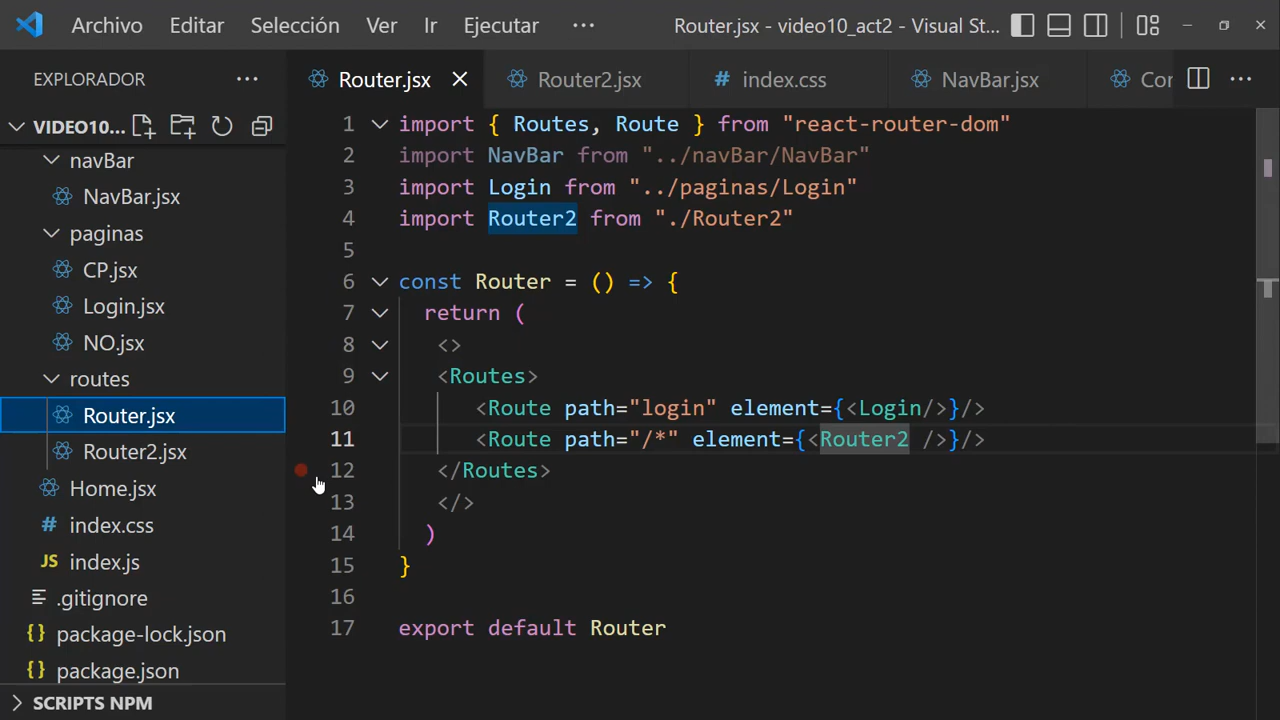 Archivo Editar Selección Ver Ir Ejecutar ··· Router.jsx - video10_act2 - Visual St...
EXPLORADOR ···
VIDEO10...
navBar
NavBar.jsx
paginas
CP.jsx
Login.jsx
NO.jsx
routes
Router.jsx
Router2.jsx
Home.jsx
# index.css
JS index.js
.gitignore
{} package-lock.json
{} package.json
SCRIPTS NPM
Router.jsx Router2.jsx # index.css NavBar.jsx Cor ···
1 import { Routes, Route } from "react-router-dom"
2 import NavBar from "../navBar/NavBar"
3 import Login from "../paginas/Login"
4 import Router2 from "./Router2"
5
6 const Router = () => {
7 return (
8 <>
9 <Routes>
10 <Route path="login" element={<Login/>}/>
11 <Route path="/*" element={<Router2 />}/>
12 </Routes>
13 </>
14 )
15 }
16
17 export default Router